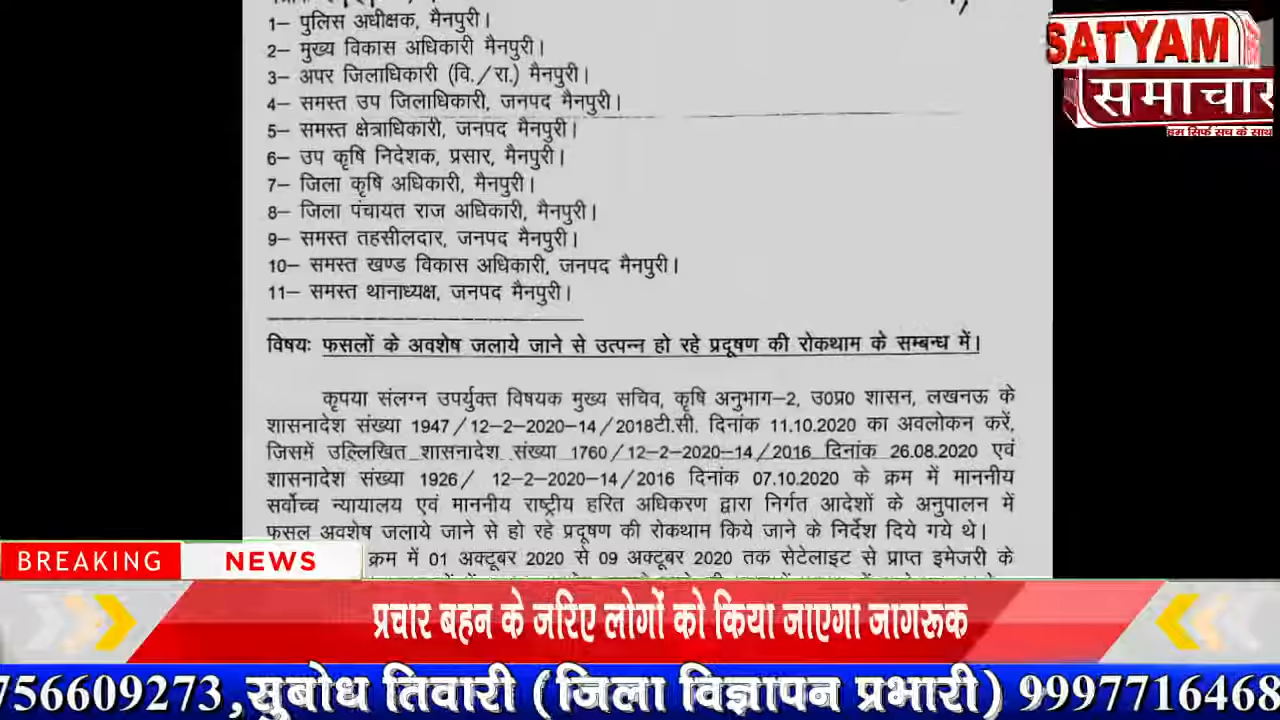 1– पुलिस अधीक्षक, मैनपुरी।
2– मुख्य विकास अधिकारी मैनपुरी।
3– अपर जिलाधिकारी (वि./रा.) मैनपुरी।
4– समस्त उप जिलाधिकारी, जनपद मैनपुरी।
5– समस्त क्षेत्राधिकारी, जनपद मैनपुरी।
6– उप कृषि निदेशक, प्रसार, मैनपुरी।
7– जिला कृषि अधिकारी, मैनपुरी।
8– जिला पंचायत राज अधिकारी, मैनपुरी।
9– समस्त तहसीलदार, जनपद मैनपुरी।
10– समस्त खण्ड विकास अधिकारी, जनपद मैनपुरी।
11– समस्त थानाध्यक्ष, जनपद मैनपुरी।
SATYAM
समाचार
हम सिर्फ सच के साथ
विषयः फसलों के अवशेष जलाये जाने से उत्पन्न हो रहे प्रदूषण की रोकथाम के सम्बन्ध में।
कृपया संलग्न उपर्युक्त विषयक मुख्य सचिव, कृषि अनुभाग–2, उ0प्र0 शासन, लखनऊ के
शासनादेश संख्या 1947/12-2-2020-14/2018टी.सी. दिनांक 11.10.2020 का अवलोकन करें,
जिसमें उल्लिखित शासनादेश संख्या 1760/12-2-2020-14/2016 दिनांक 26.08.2020 एवं
शासनादेश संख्या 1926/ 12-2-2020-14/2016 दिनांक 07.10.2020 के क्रम में माननीय
सर्वोच्च न्यायालय एवं माननीय राष्ट्रीय हरित अधिकरण द्वारा निर्गत आदेशों के अनुपालन में
फसल अवशेष जलाये जाने से हो रहे प्रदूषण की रोकथाम किये जाने के निर्देश दिये गये थे।
क्रम में 01 अक्टूबर 2020 से 09 अक्टूबर 2020 तक सेटेलाइट से प्राप्त इमेजरी के
BREAKING NEWS
प्रचार बहन के जरिए लोगों को किया जाएगा जागरूक
756609273,सुबोध तिवारी (जिला विज्ञापन प्रभारी) 9997716468